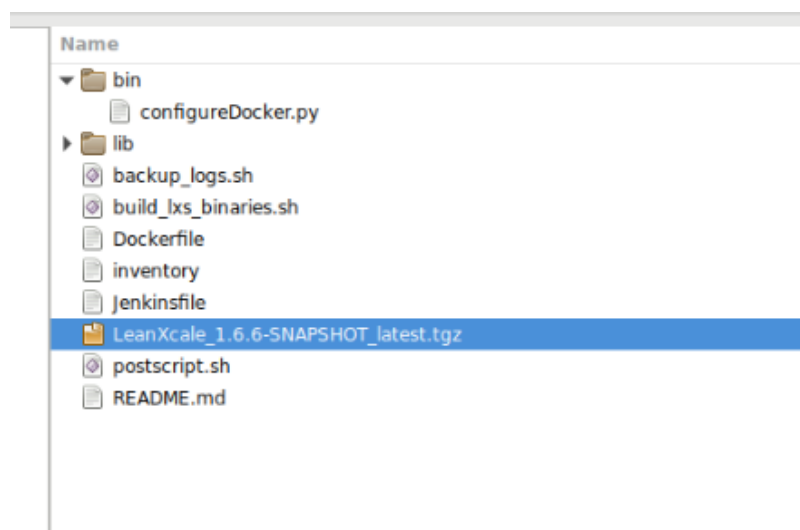 Name
bin
configureDocker.py
lib
backup_logs.sh
build_lxs_binaries.sh
Dockerfile
inventory
Jenkinsfile
LeanXcale_1.6.6-SNAPSHOT_latest.tgz
postscript.sh
README.md